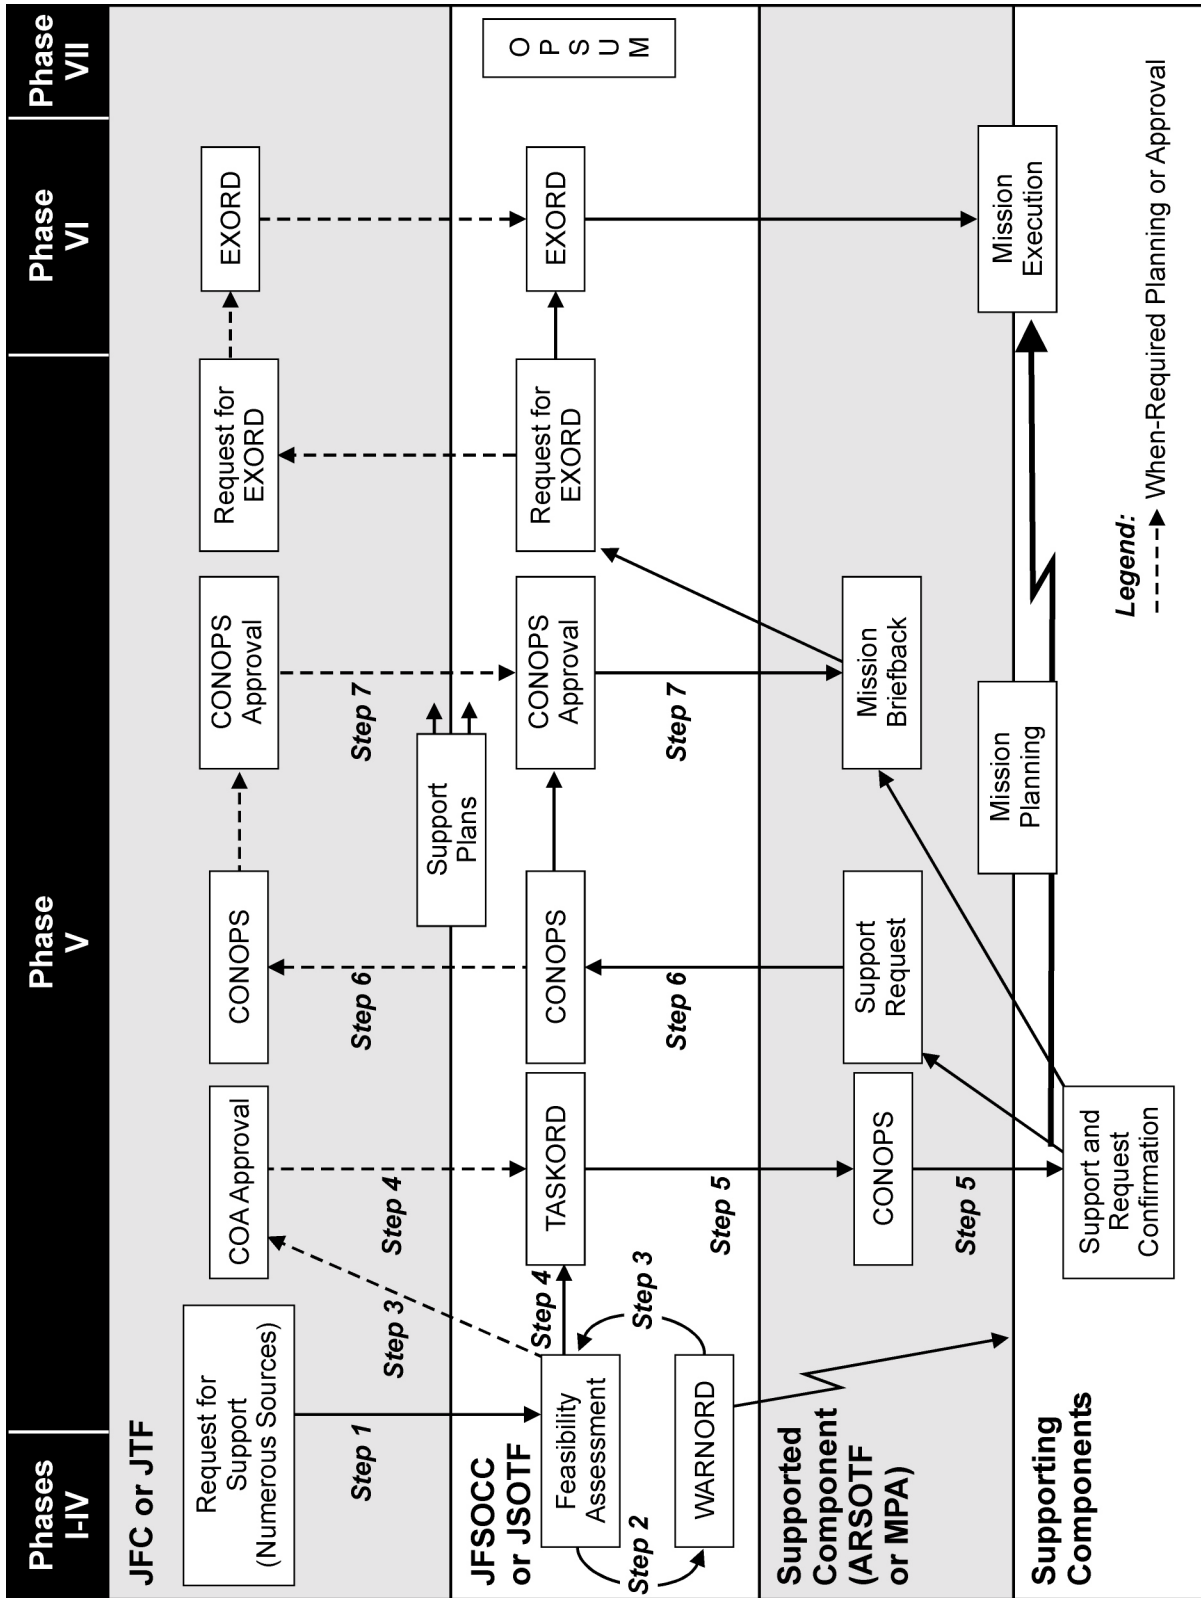 Phases
I-IV
Phase
V
Phase
VI
Phase
VII
JFC or JTF
Request for
Support
(Numerous Sources)
COA Approval
CONOPS
CONOPS
Approval
Request for
EXORD
EXORD
Step 1
Step 3
Step 4
Step 6
Step 7
Support
Plans
JFSOCC
or JSOTF
Feasibility
Assessment
Step 4
TASKORD
CONOPS
CONOPS
Approval
Request for
EXORD
EXORD
O
P
S
U
M
Step 2
Step 3
WARNORD
Step 5
Step 6
Step 7
Supported
Component
(ARSOTF
or MPA)
CONOPS
Support
Request
Mission
Briefback
Step 5
Mission
Planning
Mission
Execution
Supporting
Components
Support and
Request
Confirmation
Legend:
When-Required Planning or Approval